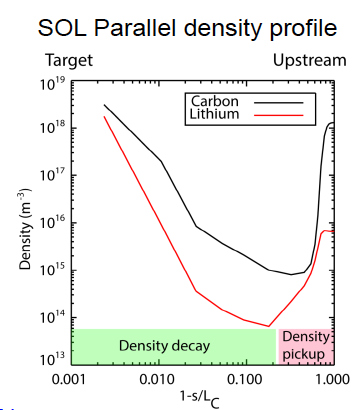 SOL Parallel density profile
Target Upstream
10^19
10^18
10^17
10^16
10^15
10^14
10^13
Density (m^-3)
Carbon
Lithium
Density decay
Density pickup
0.001 0.010 0.100 1.000
1-s/L_C